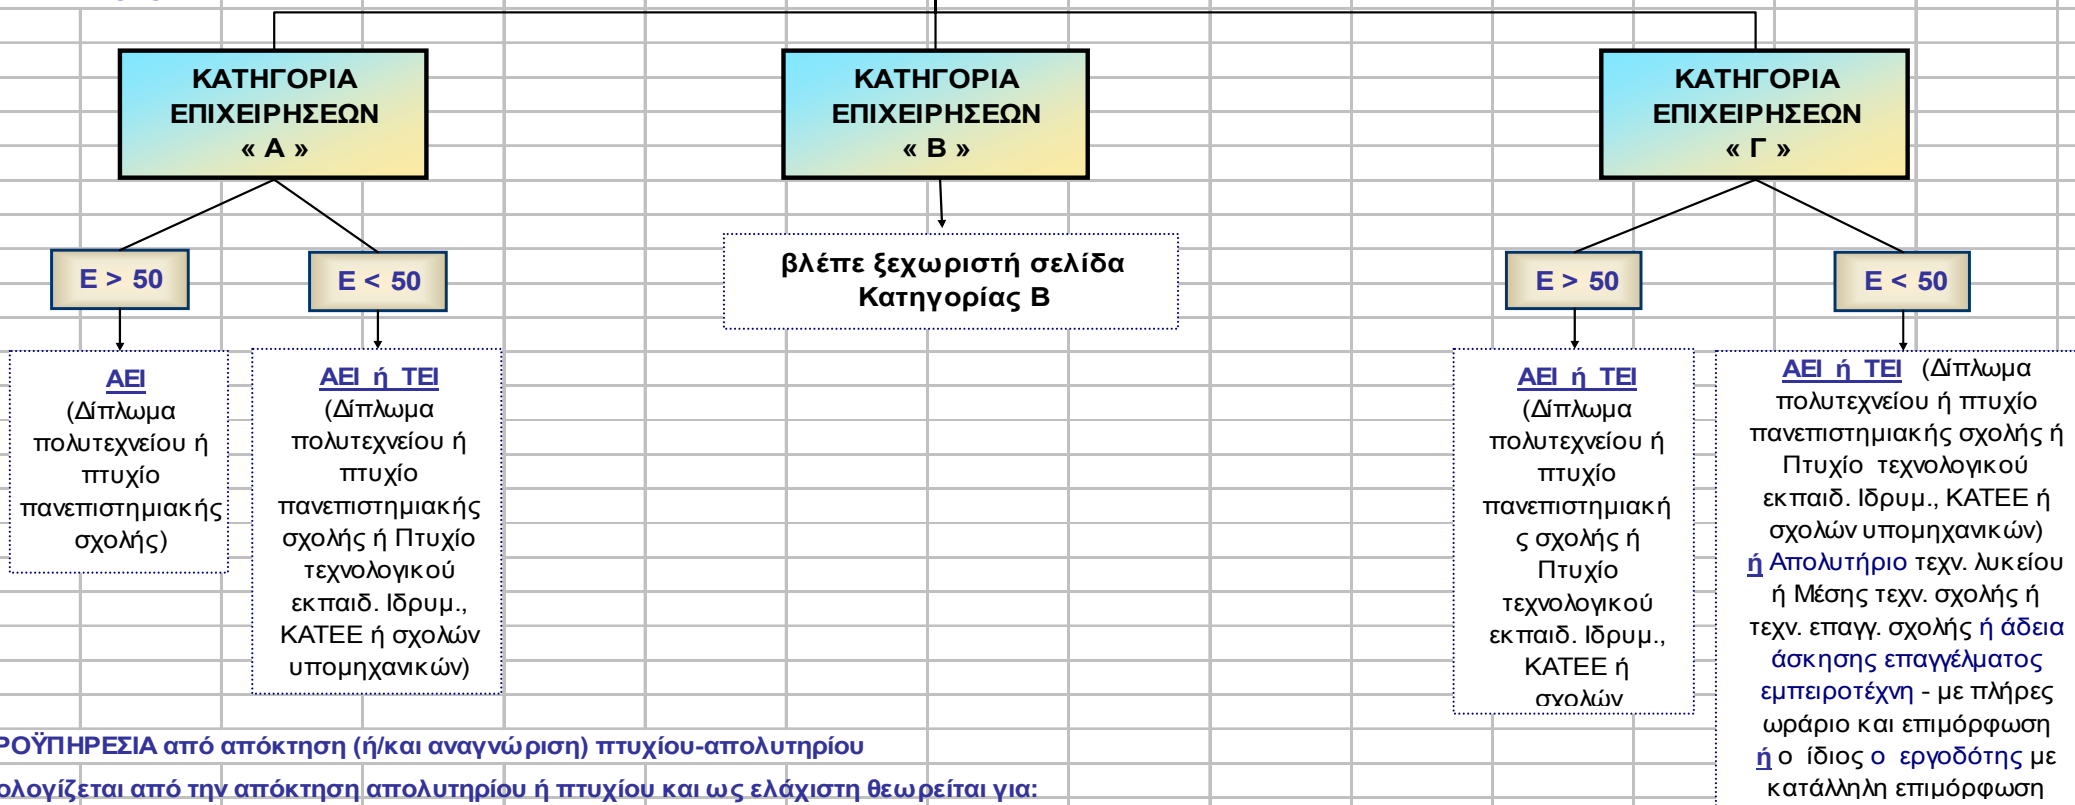 ΚΑΤΗΓΟΡΙΑ
ΕΠΙΧΕΙΡΗΣΕΩΝ
« Α »
ΚΑΤΗΓΟΡΙΑ
ΕΠΙΧΕΙΡΗΣΕΩΝ
« Β »
ΚΑΤΗΓΟΡΙΑ
ΕΠΙΧΕΙΡΗΣΕΩΝ
« Γ »
Ε > 50
Ε < 50
βλέπε ξεχωριστή σελίδα
Κατηγορίας Β
Ε > 50
Ε < 50
ΑΕΙ
(Δίπλωμα
πολυτεχνείου ή
πτυχίο
πανεπιστημιακής
σχολής)
ΑΕΙ ή ΤΕΙ
(Δίπλωμα
πολυτεχνείου ή
πτυχίο
πανεπιστημιακής
σχολής ή Πτυχίο
τεχνολογικού
εκπαιδ. Ιδρυμ.,
ΚΑΤΕΕ ή σχολών
υπομηχανικών)
ΑΕΙ ή ΤΕΙ
(Δίπλωμα
πολυτεχνείου ή
πτυχίο
πανεπιστημιακή
ς σχολής ή
Πτυχίο
τεχνολογικού
εκπαιδ. Ιδρυμ.,
ΚΑΤΕΕ ή
σχολών
ΑΕΙ ή ΤΕΙ (Δίπλωμα
πολυτεχνείου ή πτυχίο
πανεπιστημιακής σχολής ή
Πτυχίο τεχνολογικού
εκπαιδ. Ιδρυμ., ΚΑΤΕΕ ή
σχολών υπομηχανικών)
ή Απολυτήριο τεχν. λυκείου
ή Μέσης τεχν. σχολής ή
τεχν. επαγγ. σχολής ή άδεια
άσκησης επαγγέλματος
εμπειροτέχνη - με πλήρες
ωράριο και επιμόρφωση
ή ο ίδιος ο εργοδότης με
κατάλληλη επιμόρφωση
ΡΟΫΠΗΡΕΣΙΑ από απόκτηση (ή/και αναγνώριση) πτυχίου-απολυτηρίου
ολογίζεται από την απόκτηση απολυτηρίου ή πτυχίου και ως ελάχιστη θεωρείται για: